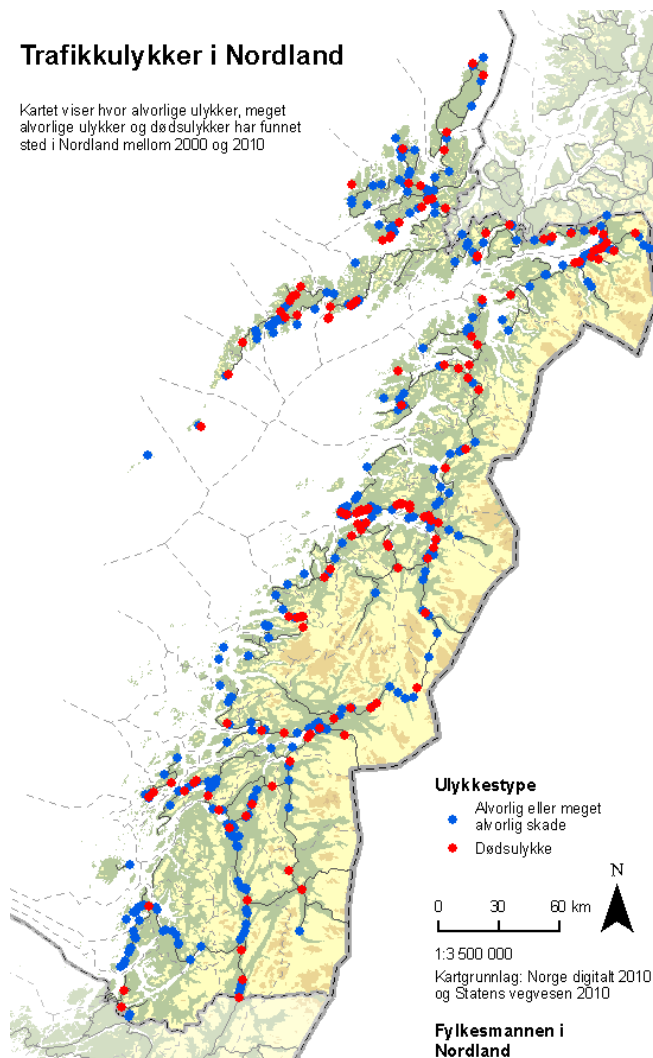 Trafikkulykker i Nordland
Kartet viser hvor alvorlige ulykker, meget
alvorlige ulykker og dødsulykker har funnet
sted i Nordland mellom 2000 og 2010
Ulykkestype
Alvorlig eller meget
alvorlig skade
Dødsulykke
N
0 30 60 km
1:3 500 000
Kartgrunnlag: Norge digitalt 2010
og Statens vegvesen 2010
Fylkesmannen i
Nordland